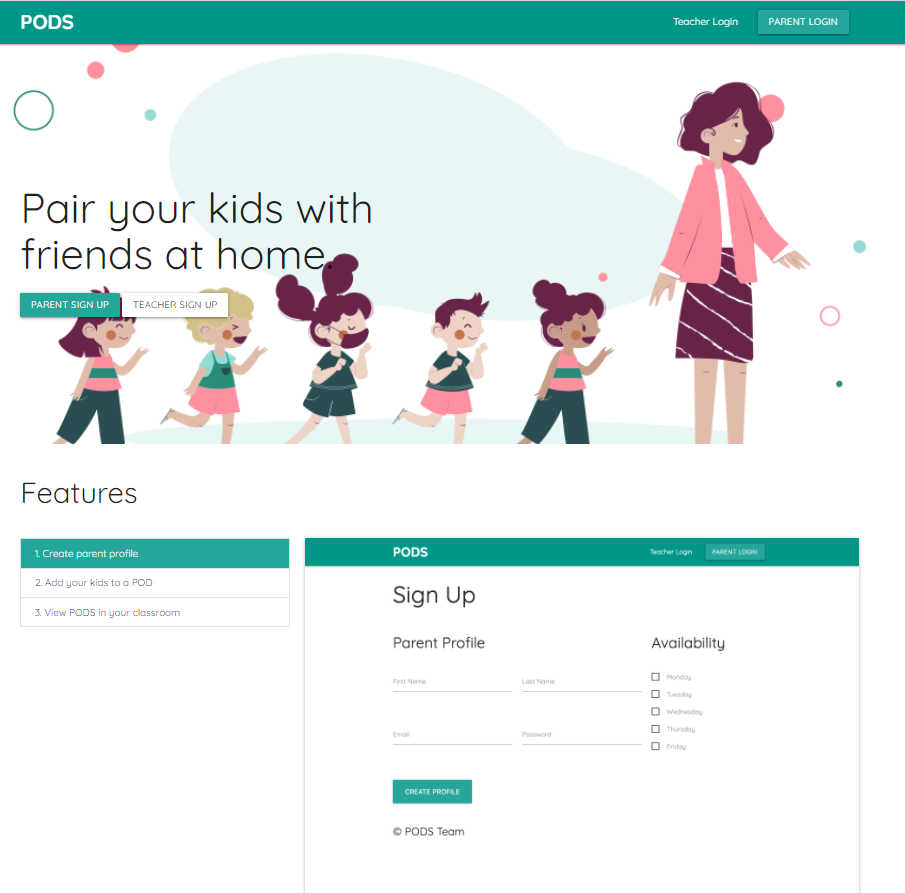 PODS
Teacher Login
PARENT LOGIN
Pair your kids with
friends at home.
PARENT SIGN UP
TEACHER SIGN UP
Features
1. Create parent profile
2. Add your kids to a POD
3. View PODS in your classroom
PODS
Teacher Login
PARENT LOGIN
Sign Up
Parent Profile
Availability
First Name
Last Name
Monday
Tuesday
Wednesday
Thursday
Friday
Email
Password
CREATE PROFILE
© PODS Team